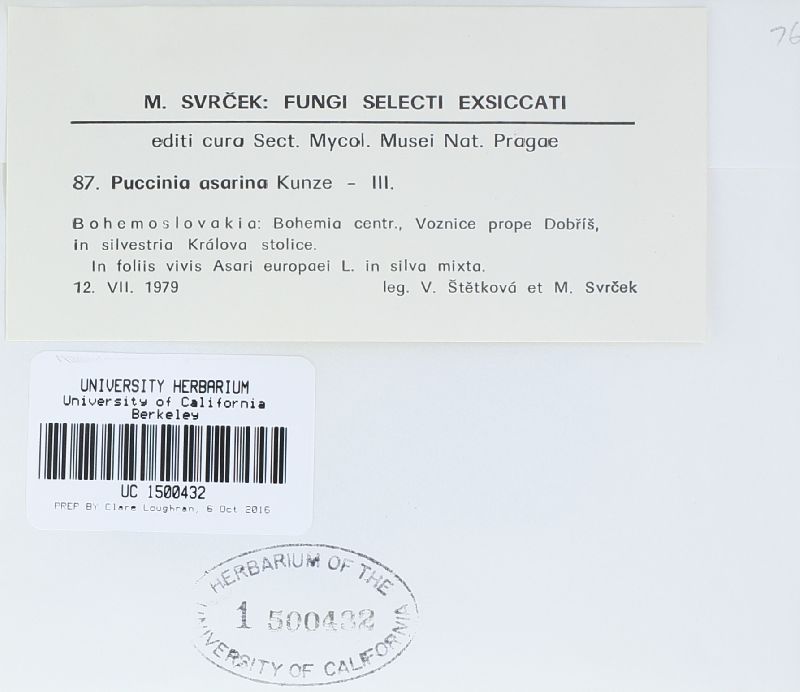 76
M. SVRČEK: FUNGI SELECTI EXSICCATI
editi cura Sect. Mycol. Musei Nat. Pragae
87. Puccinia asarina Kunze – III.
Bohemoslovakia: Bohemia centr., Voznice prope Dobříš,
in silvestria Králova stolice.
In foliis vivis Asari europaei L. in silva mixta.
12. VII. 1979 leg. V. Štětková et M. Svrček
UNIVERSITY HERBARIUM
University of California
Berkeley
UC 1500432
PREP BY Clare Loughran, 6 Oct 2016
HERBARIUM OF THE
1 500432
UNIVERSITY OF CALIFORNIA